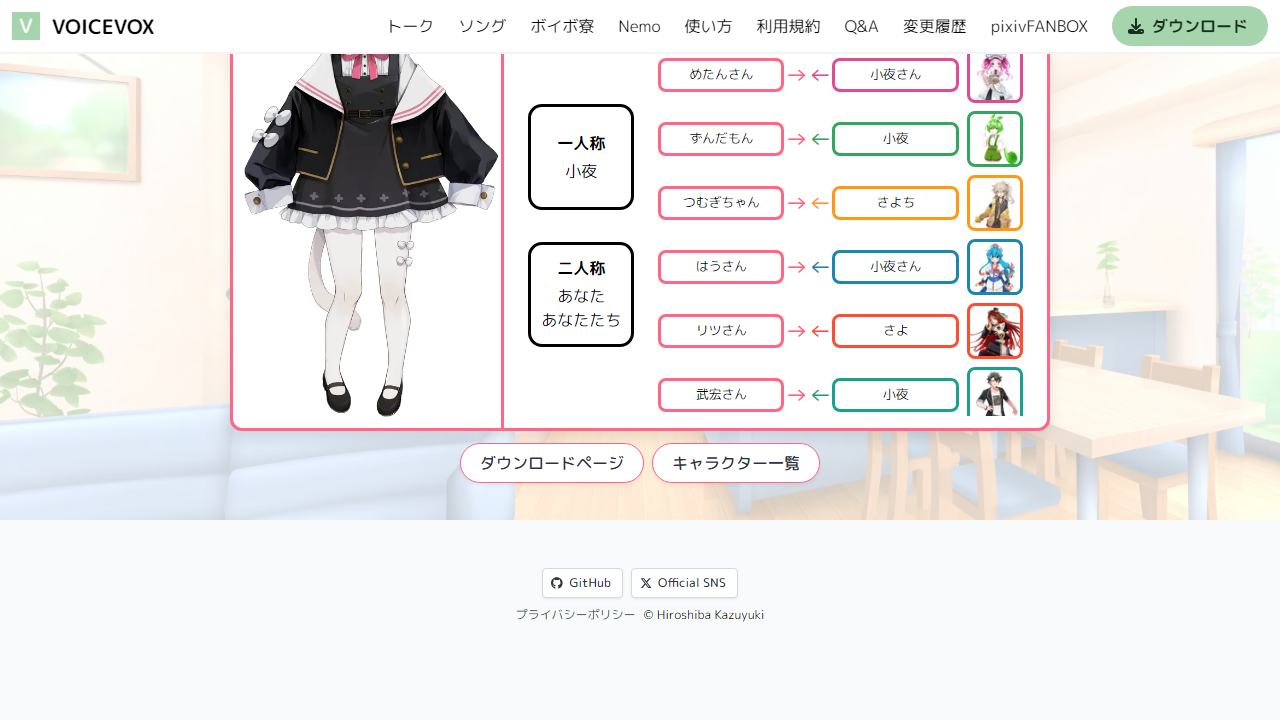 V VOICEVOX トーク ソング ボイボ寮 Nemo 使い方 利用規約 Q&A 変更履歴 pixivFANBOX ダウンロード
めたんさん → ← 小夜さん
一人称
小夜
ずんだもん → ← 小夜
つむぎちゃん → ← さよち
二人称
あなた
あなたたち
はうさん → ← 小夜さん
リツさん → ← さよ
武宏さん → ← 小夜
ダウンロードページ キャラクター一覧
GitHub Official SNS
プライバシーポリシー © Hiroshiba Kazuyuki